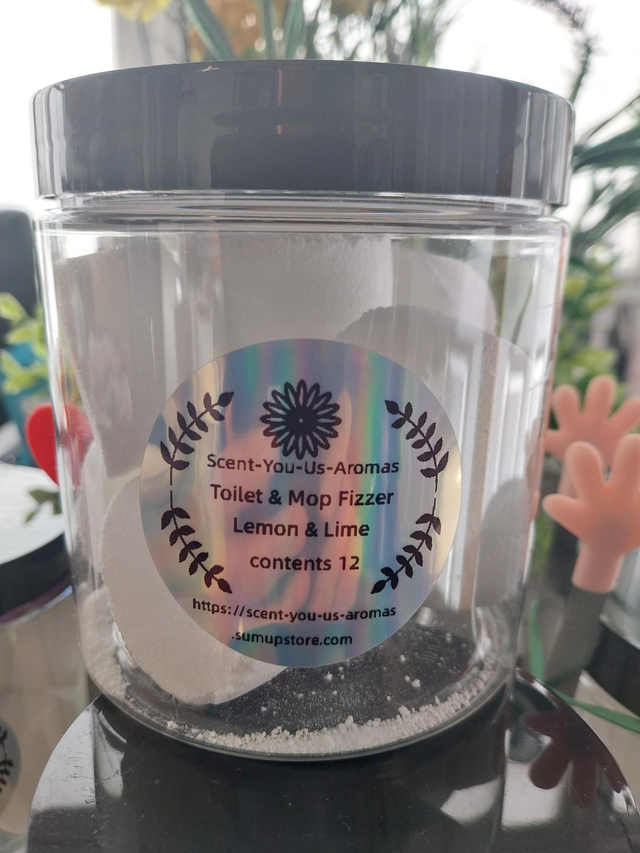 Scent-You-Us-Aromas
Toilet & Mop Fizzer
Lemon & Lime
contents 12
https://scent-you-us-aromas
.sumupstore.com